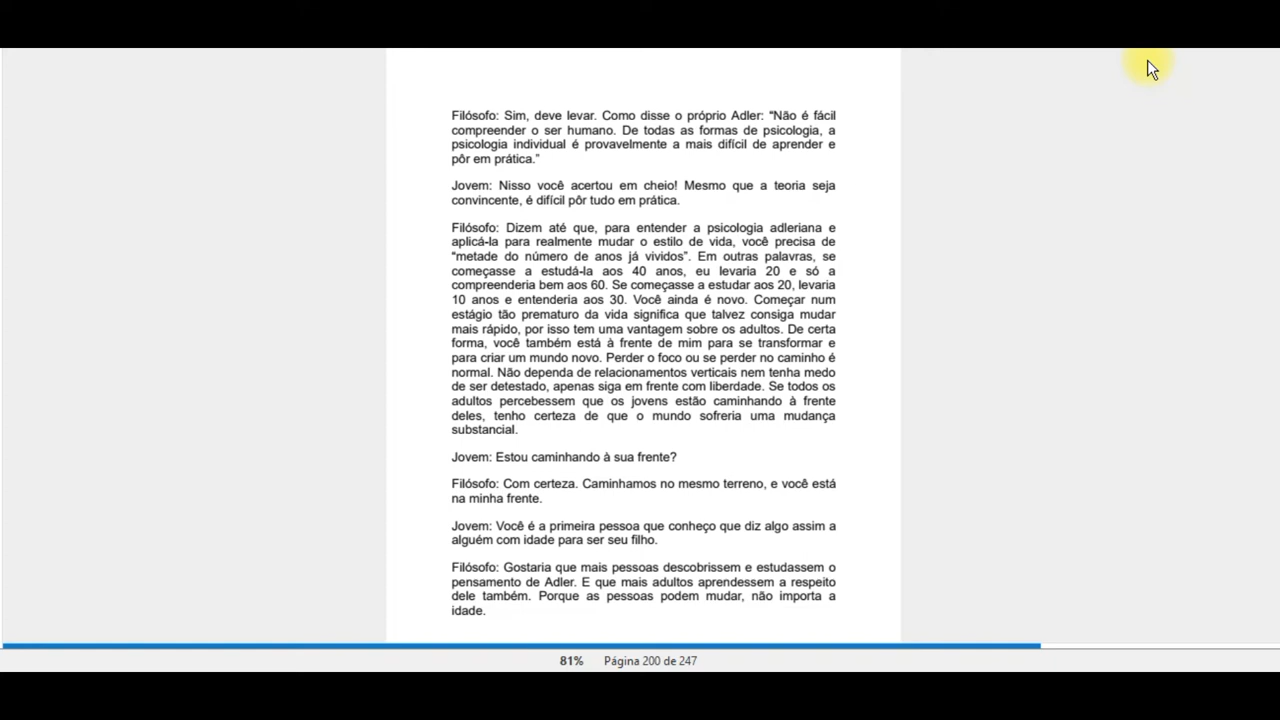 Filósofo: Sim, deve levar. Como disse o próprio Adler: “Não é fácil
compreender o ser humano. De todas as formas de psicologia, a
psicologia individual é provavelmente a mais difícil de aprender e
pôr em prática.”
Jovem: Nisso você acertou em cheio! Mesmo que a teoria seja
convincente, é difícil pôr tudo em prática.
Filósofo: Dizem até que, para entender a psicologia adleriana e
aplicá-la para realmente mudar o estilo de vida, você precisa de
“metade do número de anos já vividos”. Em outras palavras, se
começasse a estudá-la aos 40 anos, eu levaria 20 e só a
compreenderia bem aos 60. Se começasse a estudar aos 20, levaria
10 anos e entenderia aos 30. Você ainda é novo. Começar num
estágio tão prematuro da vida significa que talvez consiga mudar
mais rápido, por isso tem uma vantagem sobre os adultos. De certa
forma, você também está à frente de mim para se transformar e
para criar um mundo novo. Perder o foco ou se perder no caminho é
normal. Não dependa de relacionamentos verticais nem tenha medo
de ser detestado, apenas siga em frente com liberdade. Se todos os
adultos percebessem que os jovens estão caminhando à frente
deles, tenho certeza de que o mundo sofreria uma mudança
substancial.
Jovem: Estou caminhando à sua frente?
Filósofo: Com certeza. Caminhamos no mesmo terreno, e você está
na minha frente.
Jovem: Você é a primeira pessoa que conheço que diz algo assim a
alguém com idade para ser seu filho.
Filósofo: Gostaria que mais pessoas descobrissem e estudassem o
pensamento de Adler. E que mais adultos aprendessem a respeito
dele também. Porque as pessoas podem mudar, não importa a
idade.
81% Página 200 de 247